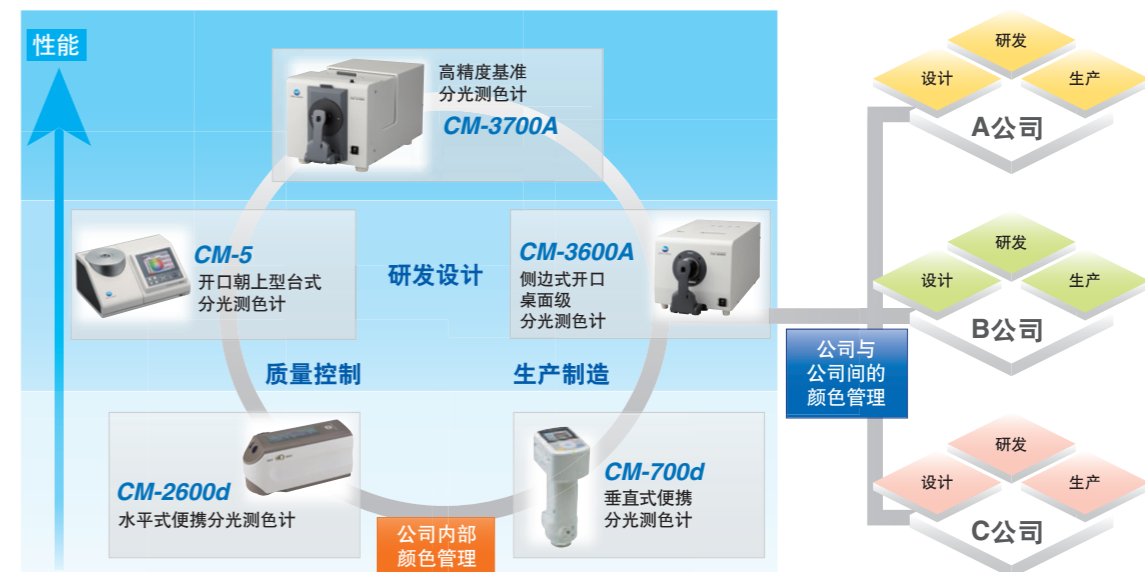 性能
高精度基准
分光测色计
CM-3700A
CM-5
开口朝上型台式
分光测色计
研发设计
CM-3600A
侧边式开口
桌面级
分光测色计
质量控制
生产制造
CM-2600d
水平式便携分光测色计
CM-700d
垂直式便携
分光测色计
公司内部
颜色管理
公司与
公司间的
颜色管理
研发
设计
生产
A公司
研发
设计
生产
B公司
研发
设计
生产
C公司